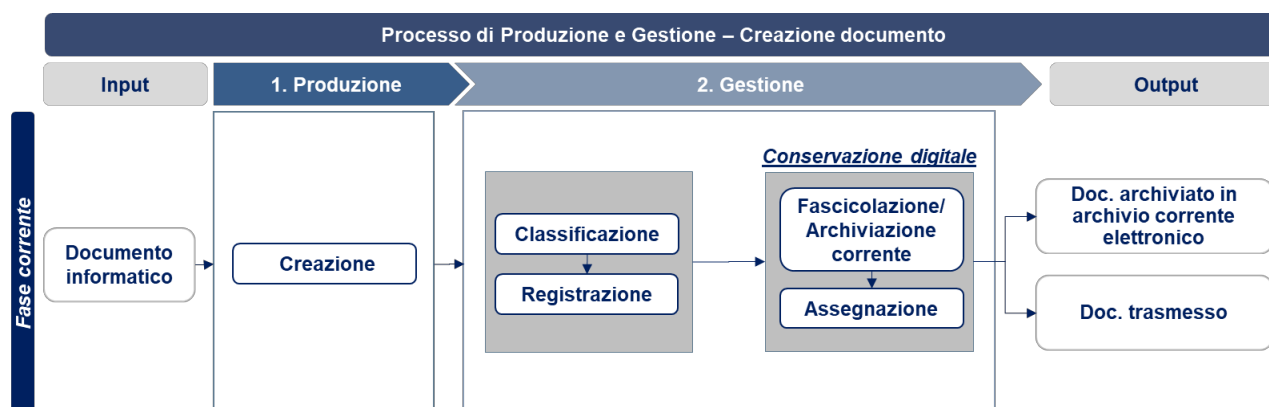 Processo di Produzione e Gestione – Creazione documento
Input
1. Produzione
2. Gestione
Output
Fase corrente
Documento
informatico
Creazione
Classificazione
Registrazione
Conservazione digitale
Fascicolazione/
Archiviazione
corrente
Assegnazione
Doc. archiviato in
archivio corrente
elettronico
Doc. trasmesso